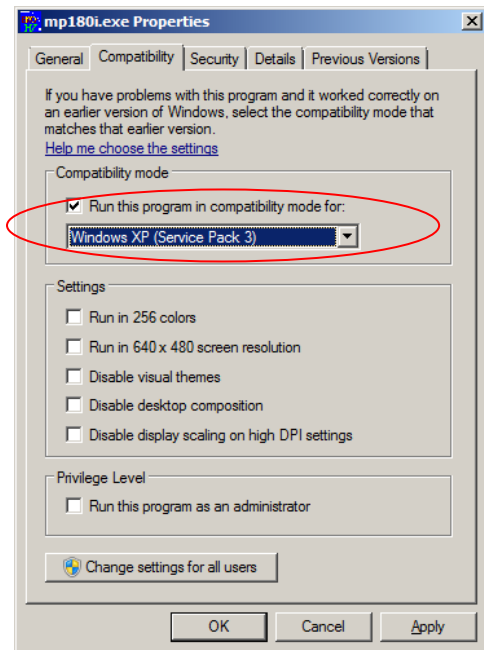 mp180i.exe Properties
General Compatibility Security Details Previous Versions
If you have problems with this program and it worked correctly on
an earlier version of Windows, select the compatibility mode that
matches that earlier version.
Help me choose the settings
Compatibility mode
Run this program in compatibility mode for:
Windows XP (Service Pack 3)
Settings
Run in 256 colors
Run in 640 x 480 screen resolution
Disable visual themes
Disable desktop composition
Disable display scaling on high DPI settings
Privilege Level
Run this program as an administrator
Change settings for all users
OK Cancel Apply